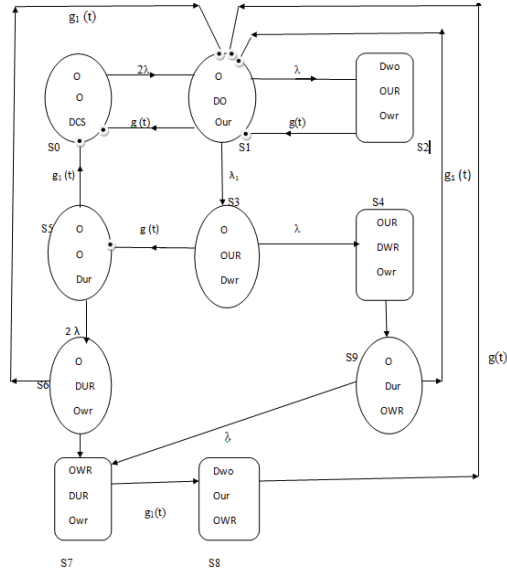 g₁ (t)
O
O
DCS
S0
2λ
g(t)
O
DO
Our
S1
λ
g(t)
Dwo
OUR
Owr
S2
g₁ (t)
λ₁
g₁ (t)
S5
O
O
Dur
g (t)
S3
O
OUR
Dwr
λ
S4
OUR
DWR
Owr
2 λ
S6
O
DUR
Owr
S9
O
Dur
OWR
g(t)
λ
OWR
DUR
Owr
S7
g₁(t)
Dwo
Our
OWR
S8